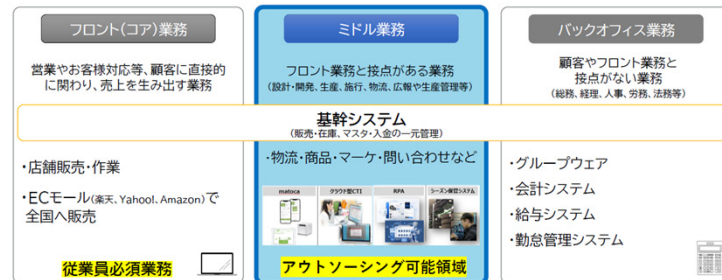 フロント(コア)業務
営業やお客様対応等、顧客に直接的
に関わり、売上を生み出す業務
ミドル業務
フロント業務と接点がある業務
(設計・開発、生産、施行、物流、広報や生産管理等)
バックオフィス業務
顧客やフロント業務と
接点がない業務
(総務、経理、人事、労務、法務等)
基幹システム
(販売・在庫、マスタ・入金の一元管理)
・店舗販売・作業
・ECモール(楽天、Yahoo!、Amazon)で
全国へ販売
従業員必須業務
・物流・商品・マーケ・問い合わせなど
matoca
クラウド型CTI
RPA
シーズン保管システム
アウトソーシング可能領域
・グループウェア
・会計システム
・給与システム
・勤怠管理システム